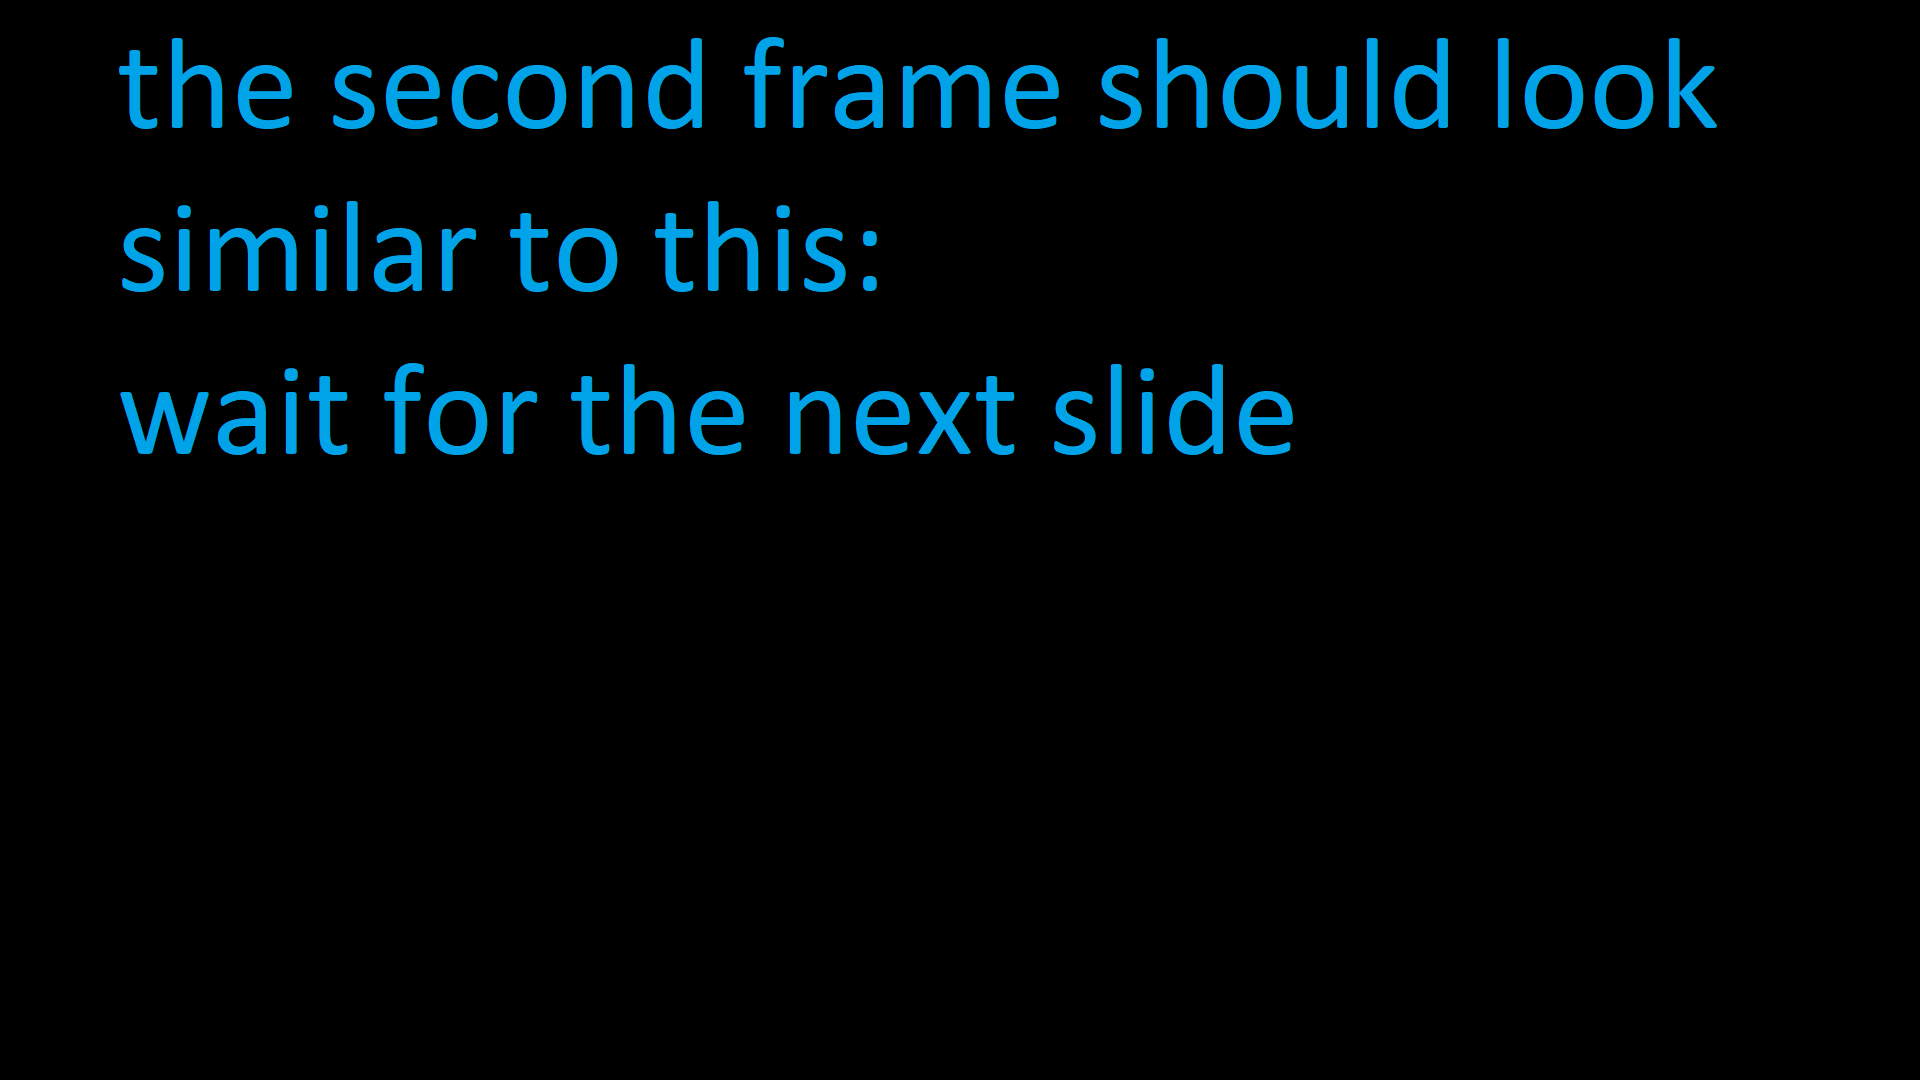 the second frame should look
similar to this:
wait for the next slide